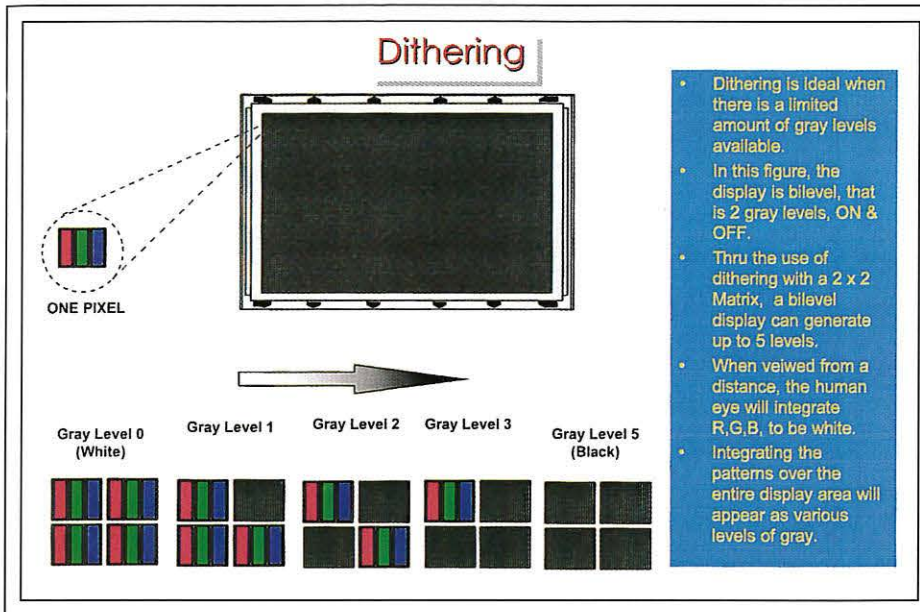 Dithering
ONE PIXEL
Gray Level 0
(White)
Gray Level 1
Gray Level 2
Gray Level 3
Gray Level 5
(Black)
• Dithering is ideal when
there is a limited
amount of gray levels
available.
• In this figure, the
display is bilevel, that
is 2 gray levels, ON &
OFF.
• Thru the use of
dithering with a 2 x 2
Matrix, a bilevel
display can generate
up to 5 levels.
• When veiwed from a
distance, the human
eye will integrate
R,G,B, to be white.
• Integrating the
patterns over the
entire display area will
appear as various
levels of gray.